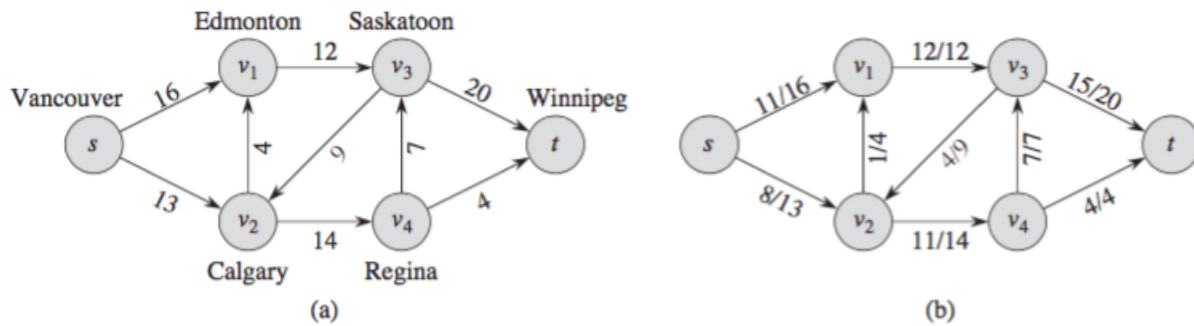 Edmonton Saskatoon
v1 12 v3
Vancouver 16 20 Winnipeg
s 4 9 7 t
13 4
v2 14 v4
Calgary Regina
(a)
v1 12/12 v3
11/16 15/20
s 1/4 4/9 7/7 t
8/13 4/4
v2 11/14 v4
(b)